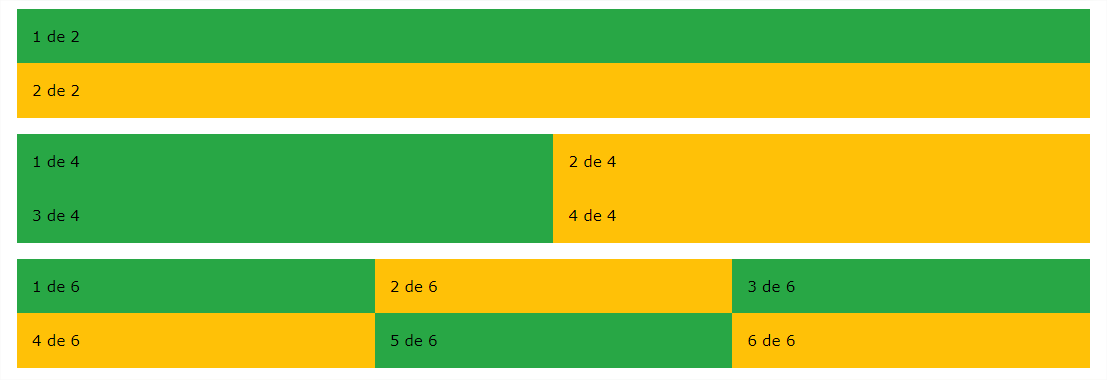 1 de 2
2 de 2
1 de 4 2 de 4
3 de 4 4 de 4
1 de 6 2 de 6 3 de 6
4 de 6 5 de 6 6 de 6